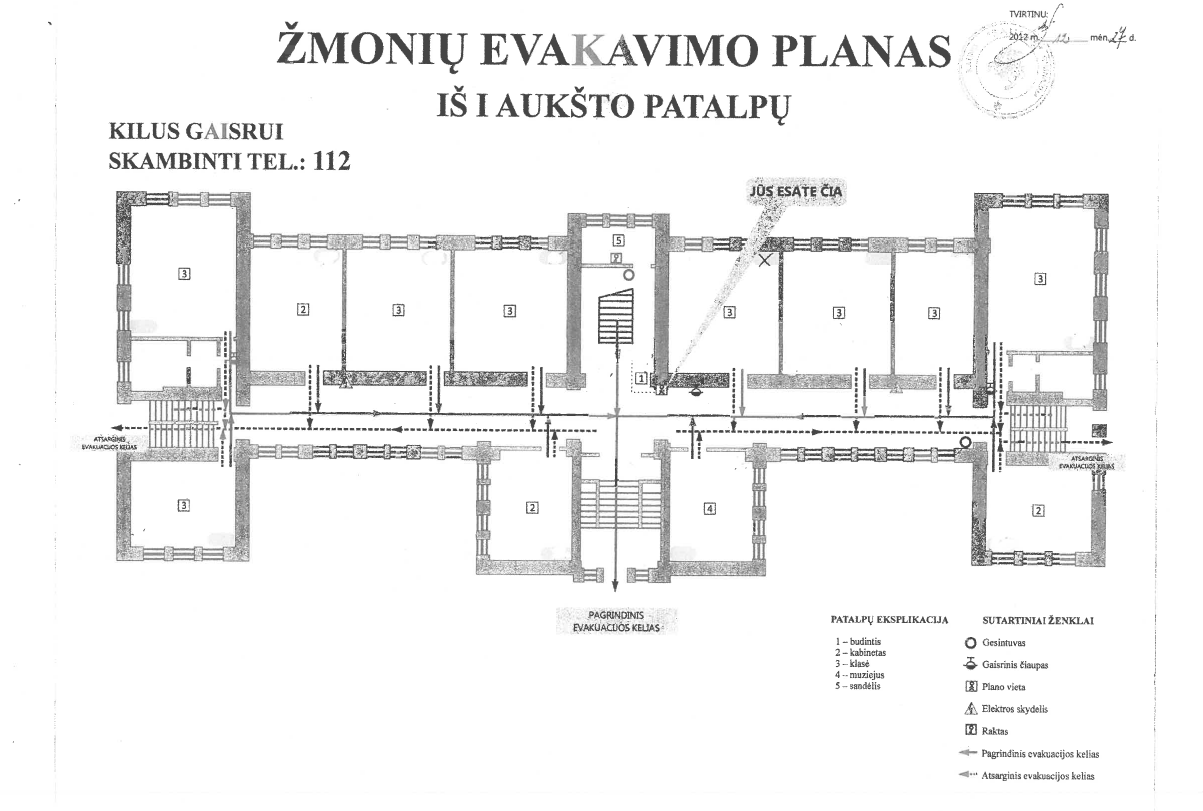 TVIRTINU:
2012 m. 12 mėn. 27 d.
ŽMONIŲ EVAKAVIMO PLANAS
IŠ I AUKŠTO PATALPŲ
KILUS GAISRUI
SKAMBINTI TEL.: 112
JŪS ESATE ČIA
5
3
3
2
3
3
3
3
3
1
ATSARGINIS
EVAKUACIJOS KELIAS
ATSARGINIS
EVAKUACIJOS KELIAS
3
2
4
2
PAGRINDINIS
EVAKUACIJOS KELIAS
PATALPŲ EKSPLIKACIJA
1 – budintis
2 – kabinetas
3 – klasė
4 – muziejus
5 – sandėlis
SUTARTINIAI ŽENKLAI
Gesintuvas
Gaisrinis čiaupas
Plano vieta
Elektros skydelis
Raktas
Pagrindinis evakuacijos kelias
Atsarginis evakuacijos kelias